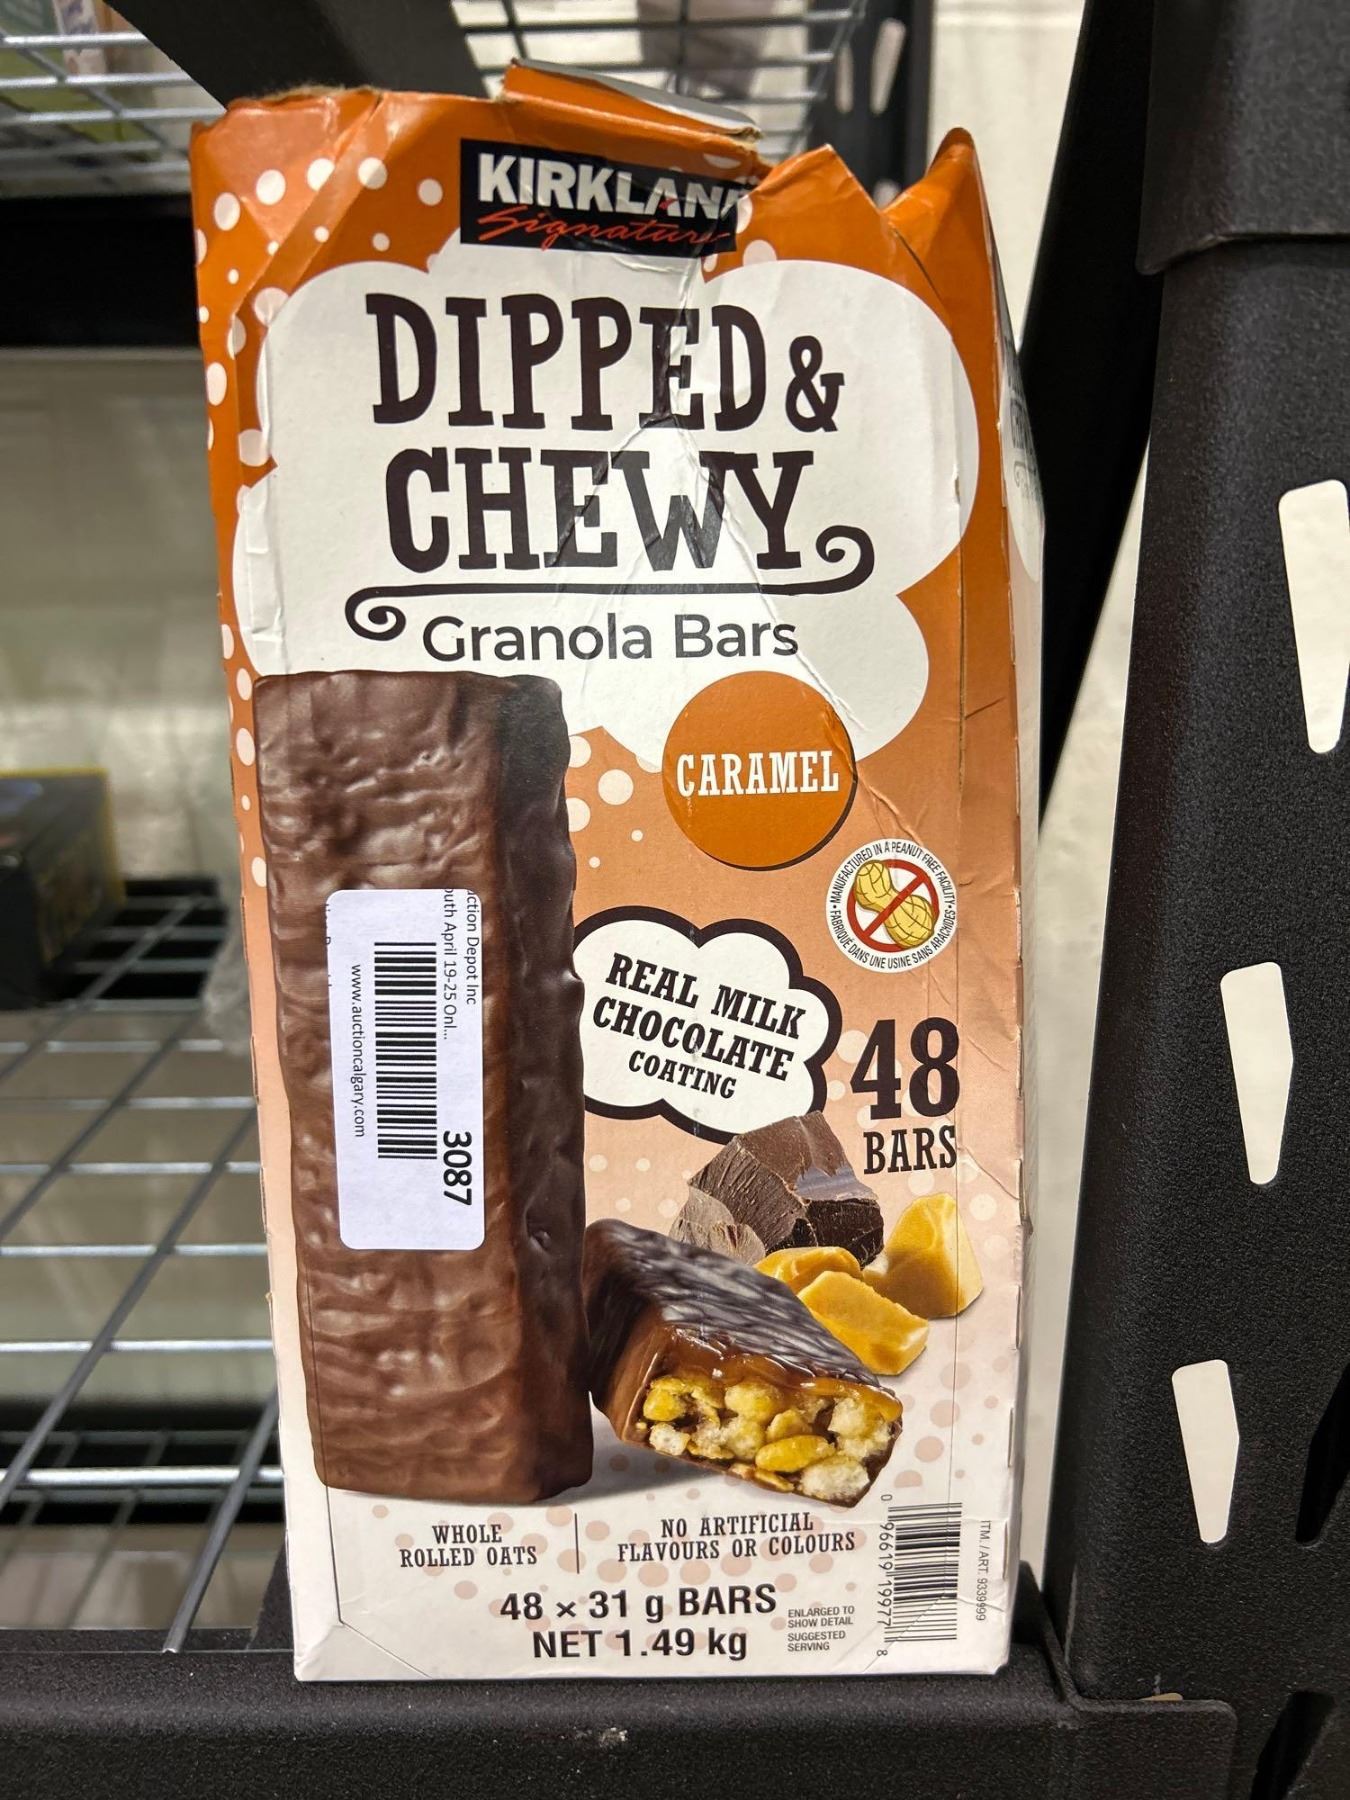 KIRKLAN
Signature
DIPPED &
CHEWY
Granola Bars
CARAMEL
MANUFACTURED IN A PEANUT FREE FACILITY
FABRIQUÉ DANS UNE USINE SANS ARACHIDES
REAL MILK
CHOCOLATE
COATING
48
BARS
ction Depot Inc
outh April 19-25 Onl...
3087
www.auctioncalgary.com
WHOLE
ROLLED OATS
NO ARTIFICIAL
FLAVOURS OR COLOURS
48 × 31 g BARS
NET 1.49 kg
ENLARGED TO
SHOW DETAIL
SUGGESTED
SERVING
0 96619 19977 8
ITM. / ART. 9339999